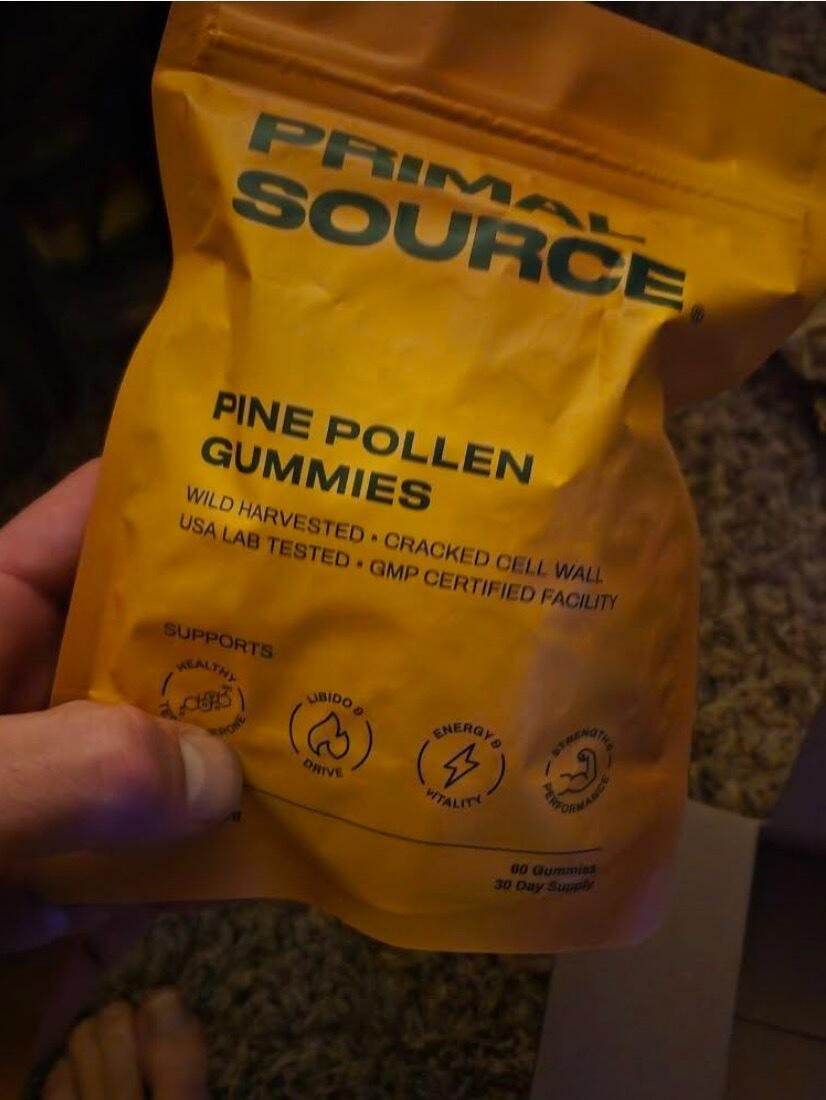 PRIMAL
SOURCE®
PINE POLLEN
GUMMIES
WILD HARVESTED • CRACKED CELL WALL
USA LAB TESTED • GMP CERTIFIED FACILITY
SUPPORTS
HEALTHY
LIBIDO &
DRIVE
ENERGY &
VITALITY
STRENGTH &
PERFORMANCE
60 Gummies
30 Day Supply